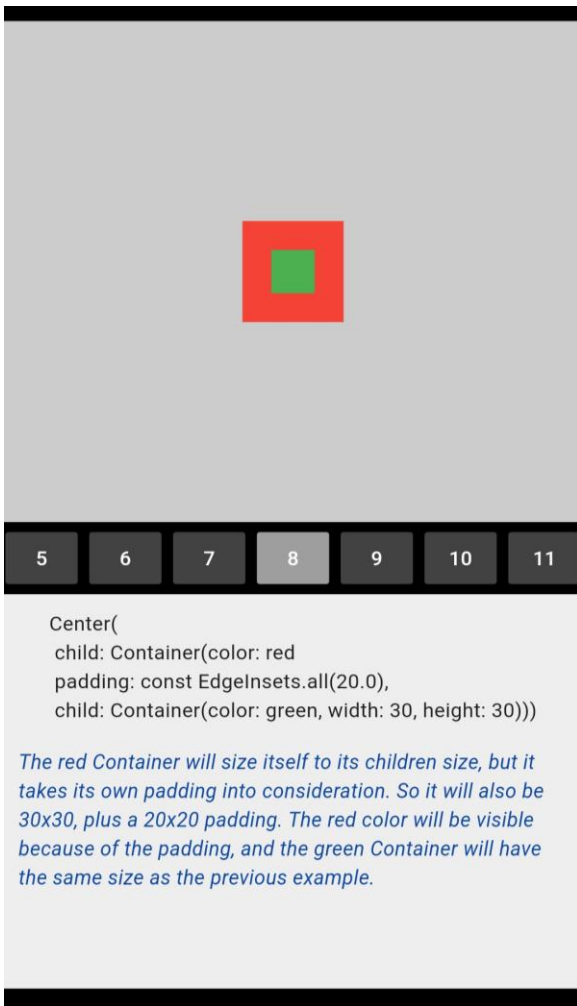 5 6 7 8 9 10 11
Center(
child: Container(color: red
padding: const EdgeInsets.all(20.0),
child: Container(color: green, width: 30, height: 30)))
The red Container will size itself to its children size, but it
takes its own padding into consideration. So it will also be
30x30, plus a 20x20 padding. The red color will be visible
because of the padding, and the green Container will have
the same size as the previous example.